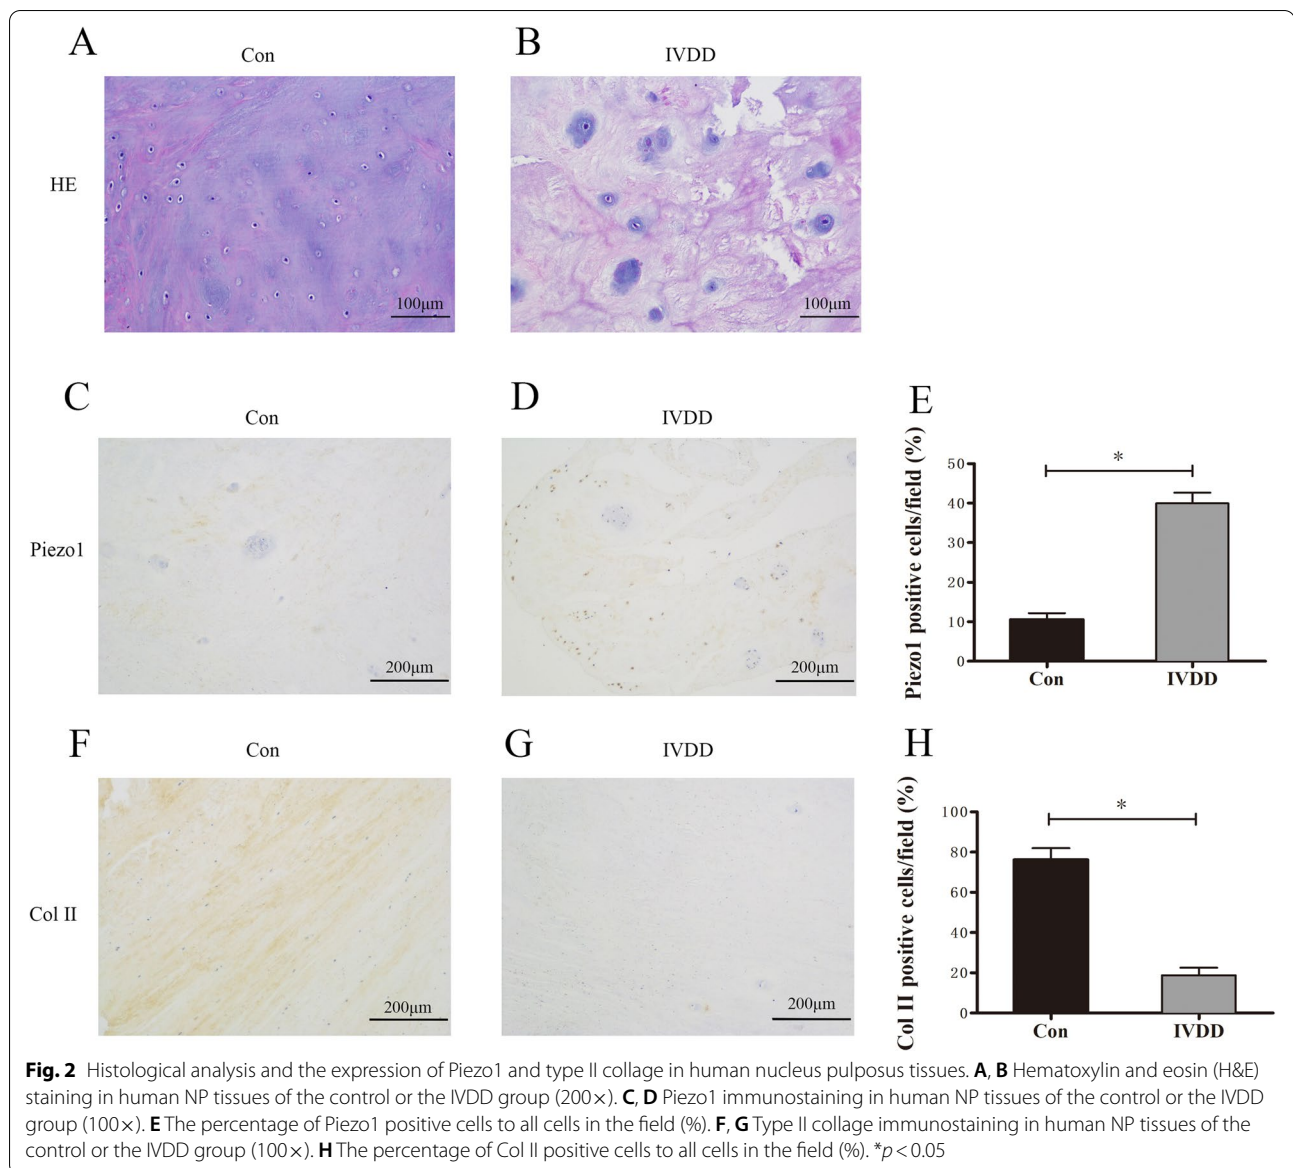 A
Con
B
IVDD
HE
100μm
100μm
C
Con
D
IVDD
E
Piezo1
200μm
200μm
Piezo1 positive cells/field (%)
50
40
30
20
10
0
*
Con
IVDD
F
Con
G
IVDD
H
Col II
200μm
200μm
Col II positive cells/field (%)
100
80
60
40
20
0
*
Con
IVDD
Fig. 2 Histological analysis and the expression of Piezo1 and type II collage in human nucleus pulposus tissues. A, B Hematoxylin and eosin (H&E)
staining in human NP tissues of the control or the IVDD group (200×). C, D Piezo1 immunostaining in human NP tissues of the control or the IVDD
group (100×). E The percentage of Piezo1 positive cells to all cells in the field (%). F, G Type II collage immunostaining in human NP tissues of the
control or the IVDD group (100×). H The percentage of Col II positive cells to all cells in the field (%). *p < 0.05